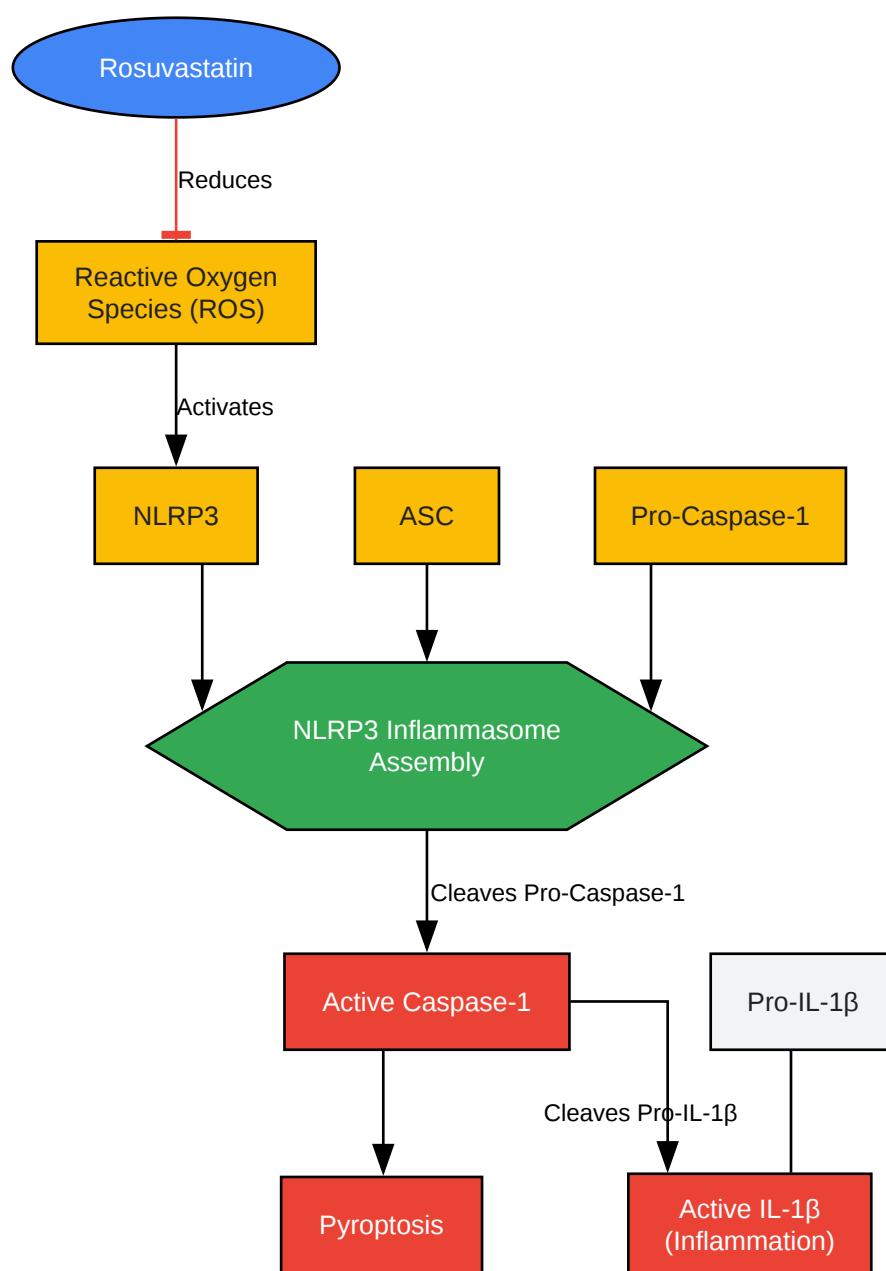 Rosuvastatin
Reduces
Reactive Oxygen
Species (ROS)
Activates
NLRP3
ASC
Pro-Caspase-1
NLRP3 Inflammasome
Assembly
Cleaves Pro-Caspase-1
Active Caspase-1
Pro-IL-1β
Cleaves Pro-IL-1β
Pyroptosis
Active IL-1β
(Inflammation)